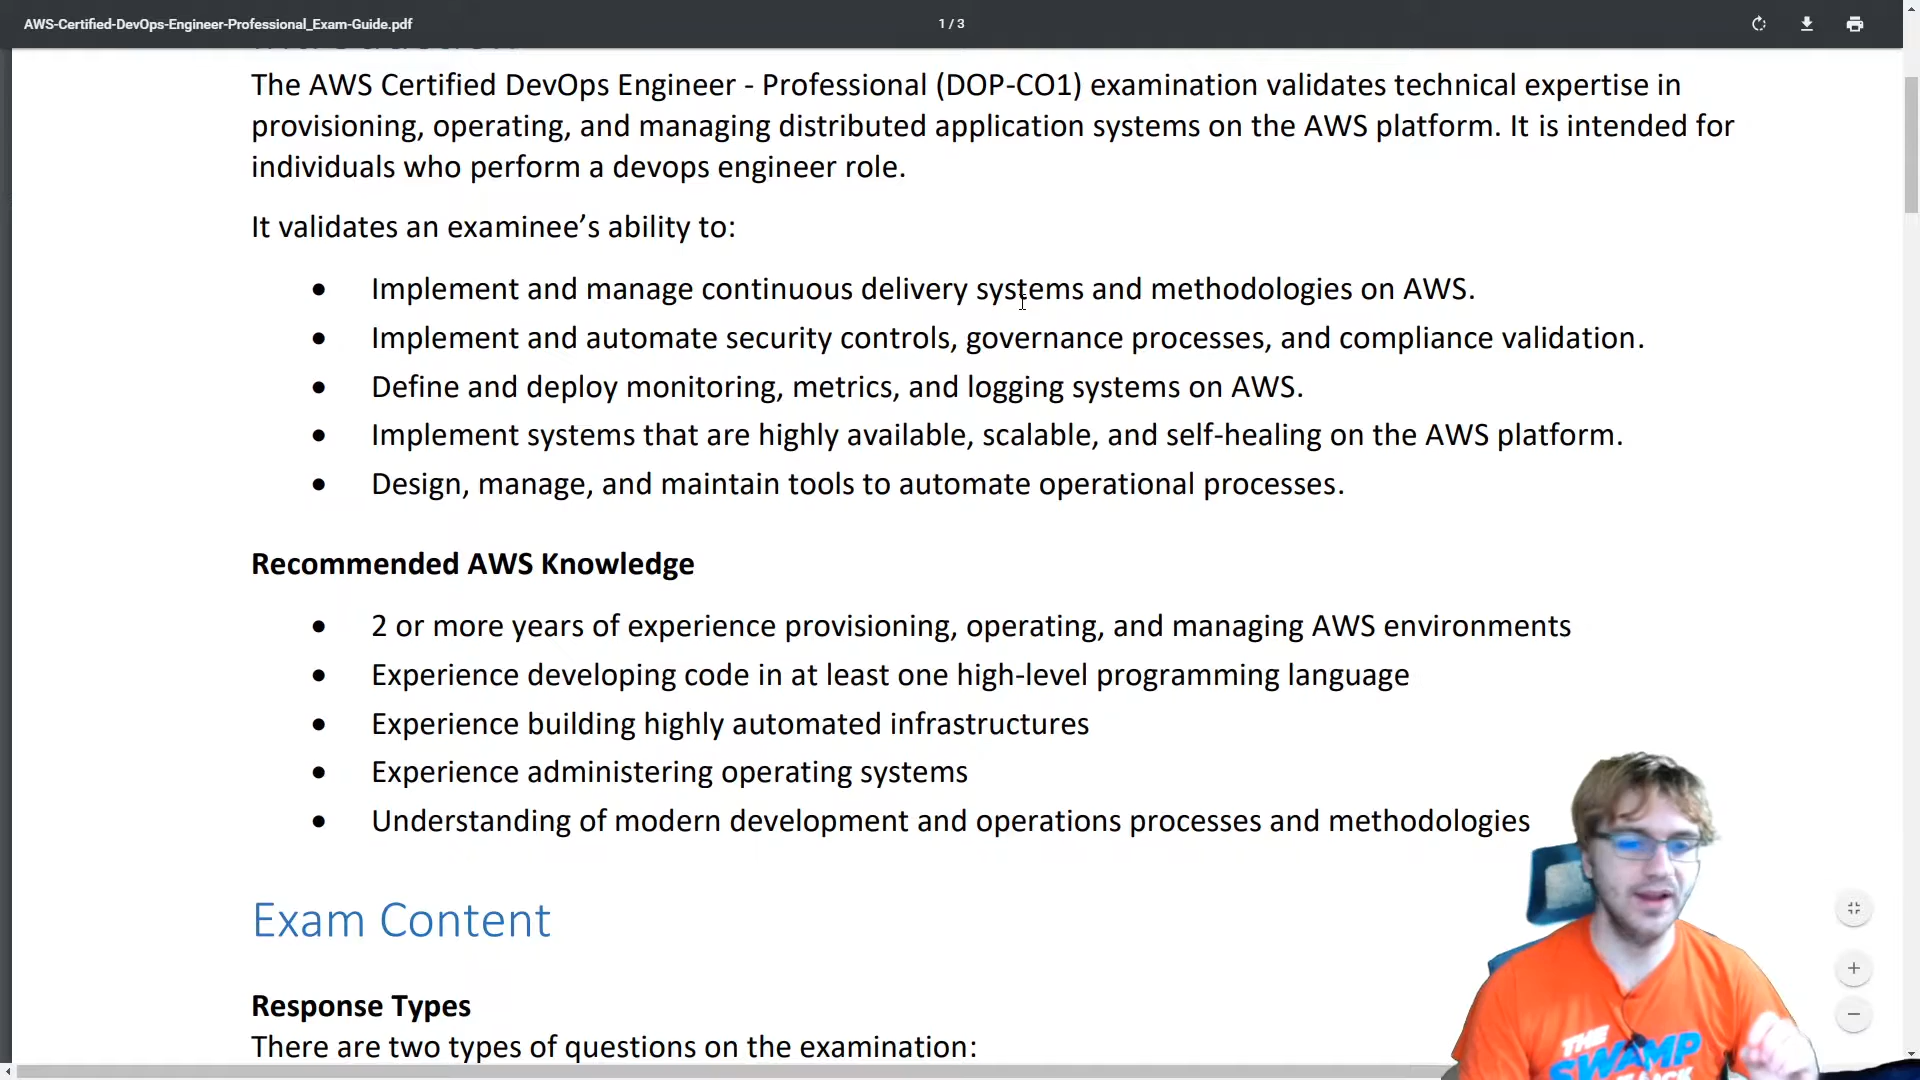 AWS-Certified-DevOps-Engineer-Professional_Exam-Guide.pdf
1 / 3
The AWS Certified DevOps Engineer - Professional (DOP-CO1) examination validates technical expertise in
provisioning, operating, and managing distributed application systems on the AWS platform. It is intended for
individuals who perform a devops engineer role.
It validates an examinee’s ability to:
• Implement and manage continuous delivery systems and methodologies on AWS.
• Implement and automate security controls, governance processes, and compliance validation.
• Define and deploy monitoring, metrics, and logging systems on AWS.
• Implement systems that are highly available, scalable, and self-healing on the AWS platform.
• Design, manage, and maintain tools to automate operational processes.
Recommended AWS Knowledge
• 2 or more years of experience provisioning, operating, and managing AWS environments
• Experience developing code in at least one high-level programming language
• Experience building highly automated infrastructures
• Experience administering operating systems
• Understanding of modern development and operations processes and methodologies
Exam Content
Response Types
There are two types of questions on the examination:
THE
SWAMP